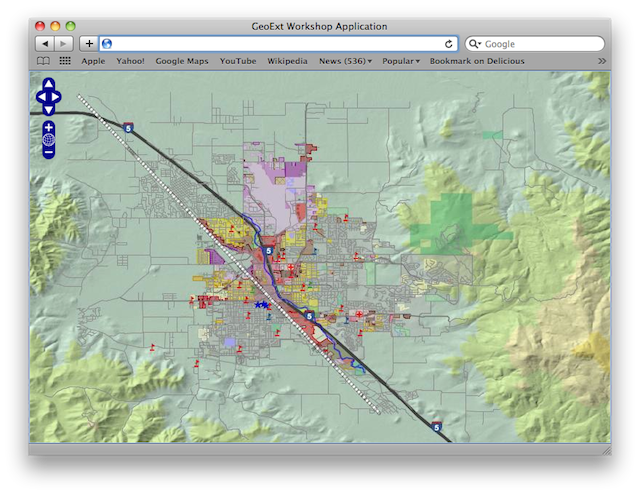 GeoExt Workshop Application
Google
Apple Yahoo! Google Maps YouTube Wikipedia News (536) Popular Bookmark on Delicious
5
5
5
5